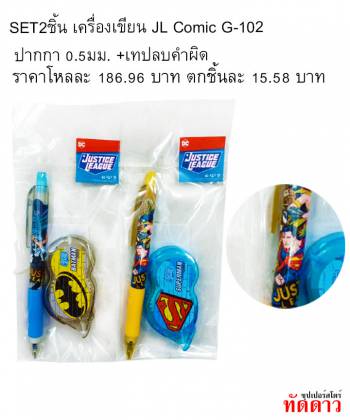 SET2ชิ้น เครื่องเขียน JL Comic G-102
ปากกา 0.5มม. +เทปลบคำผิด
ราคาโหลละ 186.96 บาท ตกชิ้นละ 15.58 บาท
DC
JUSTICE LEAGUE
DC
JUSTICE LEAGUE
BATMAN
SUPERMAN
JUS
ซุปเปอร์สโตร์
ทัดดาว